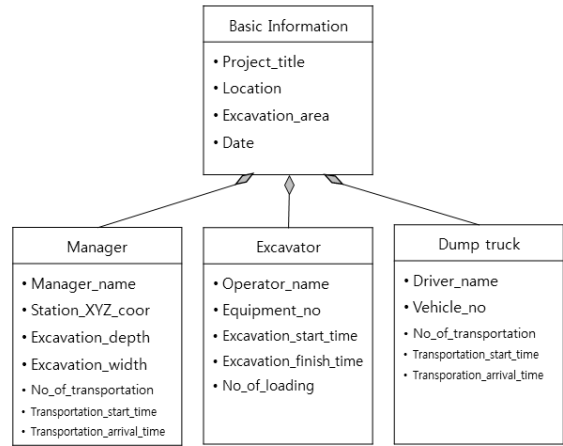 Basic Information
• Project_title
• Location
• Excavation_area
• Date
Manager
• Manager_name
• Station_XYZ_coor
• Excavation_depth
• Excavation_width
• No_of_transportation
• Transportation_start_time
• Transportation_arrival_time
Excavator
• Operator_name
• Equipment_no
• Excavation_start_time
• Excavation_finish_time
• No_of_loading
Dump truck
• Driver_name
• Vehicle_no
• No_of_transportation
• Transportation_start_time
• Transporation_arrival_time